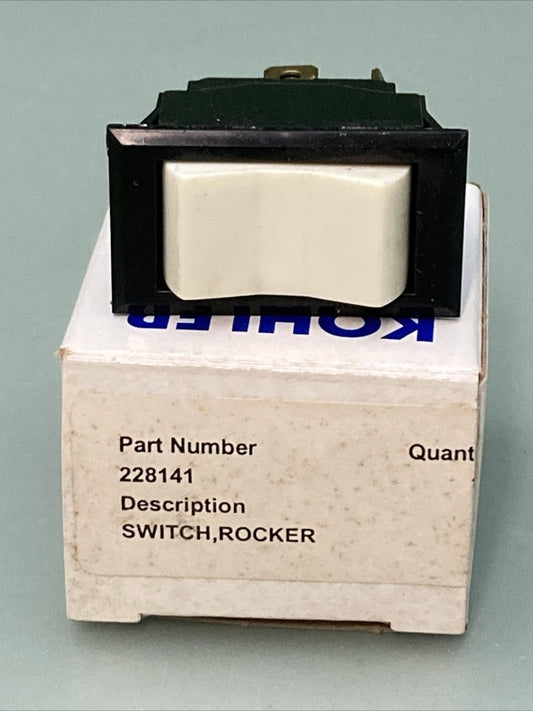 KOHLER
Part Number
Quant
228141
Description
SWITCH,ROCKER